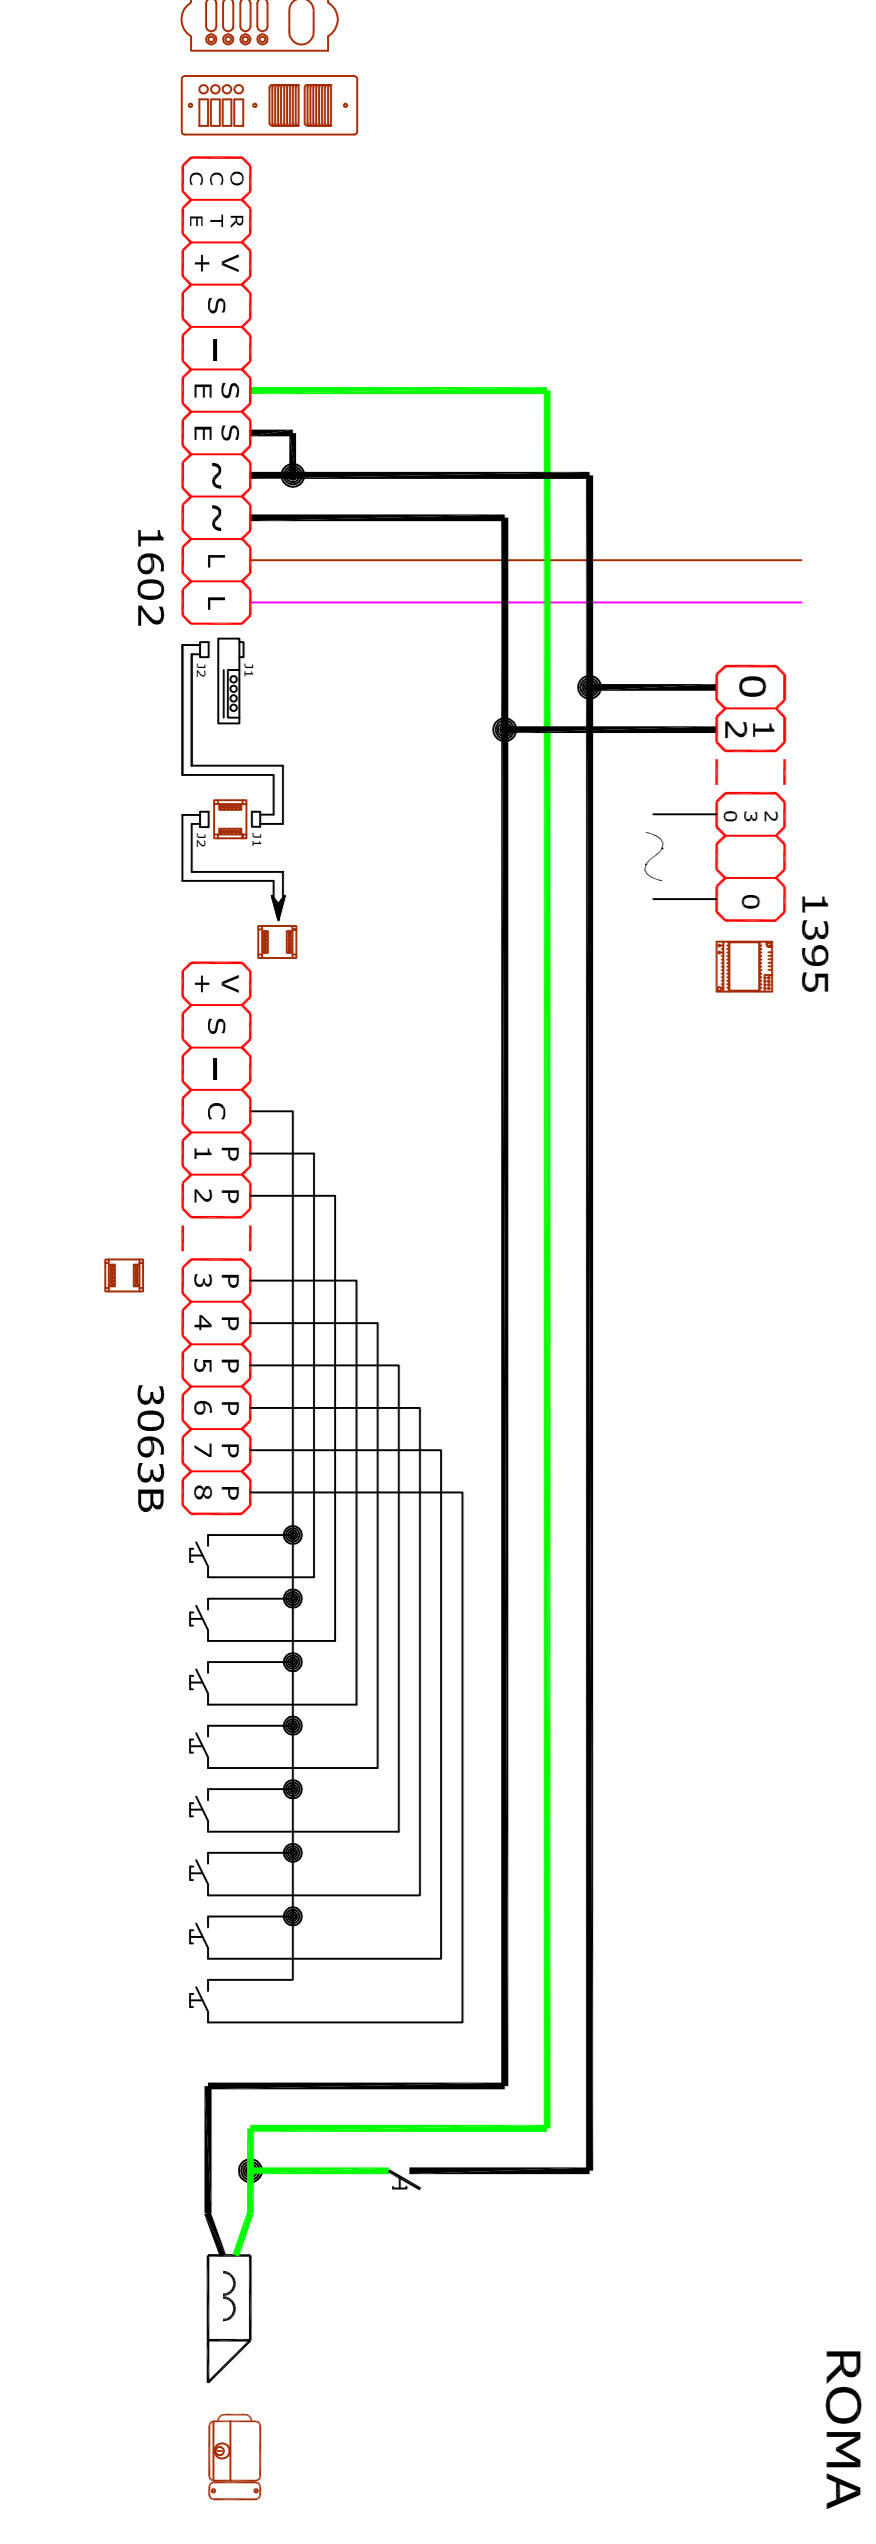 ROMA
1395
0
12
230
0
OCC
RTE
V+
S
–
SE
SE
~
~
L
L
1602
J1
J2
J1
J2
V+
S
–
C
P1
P2
P3
P4
P5
P6
P7
P8
3063B